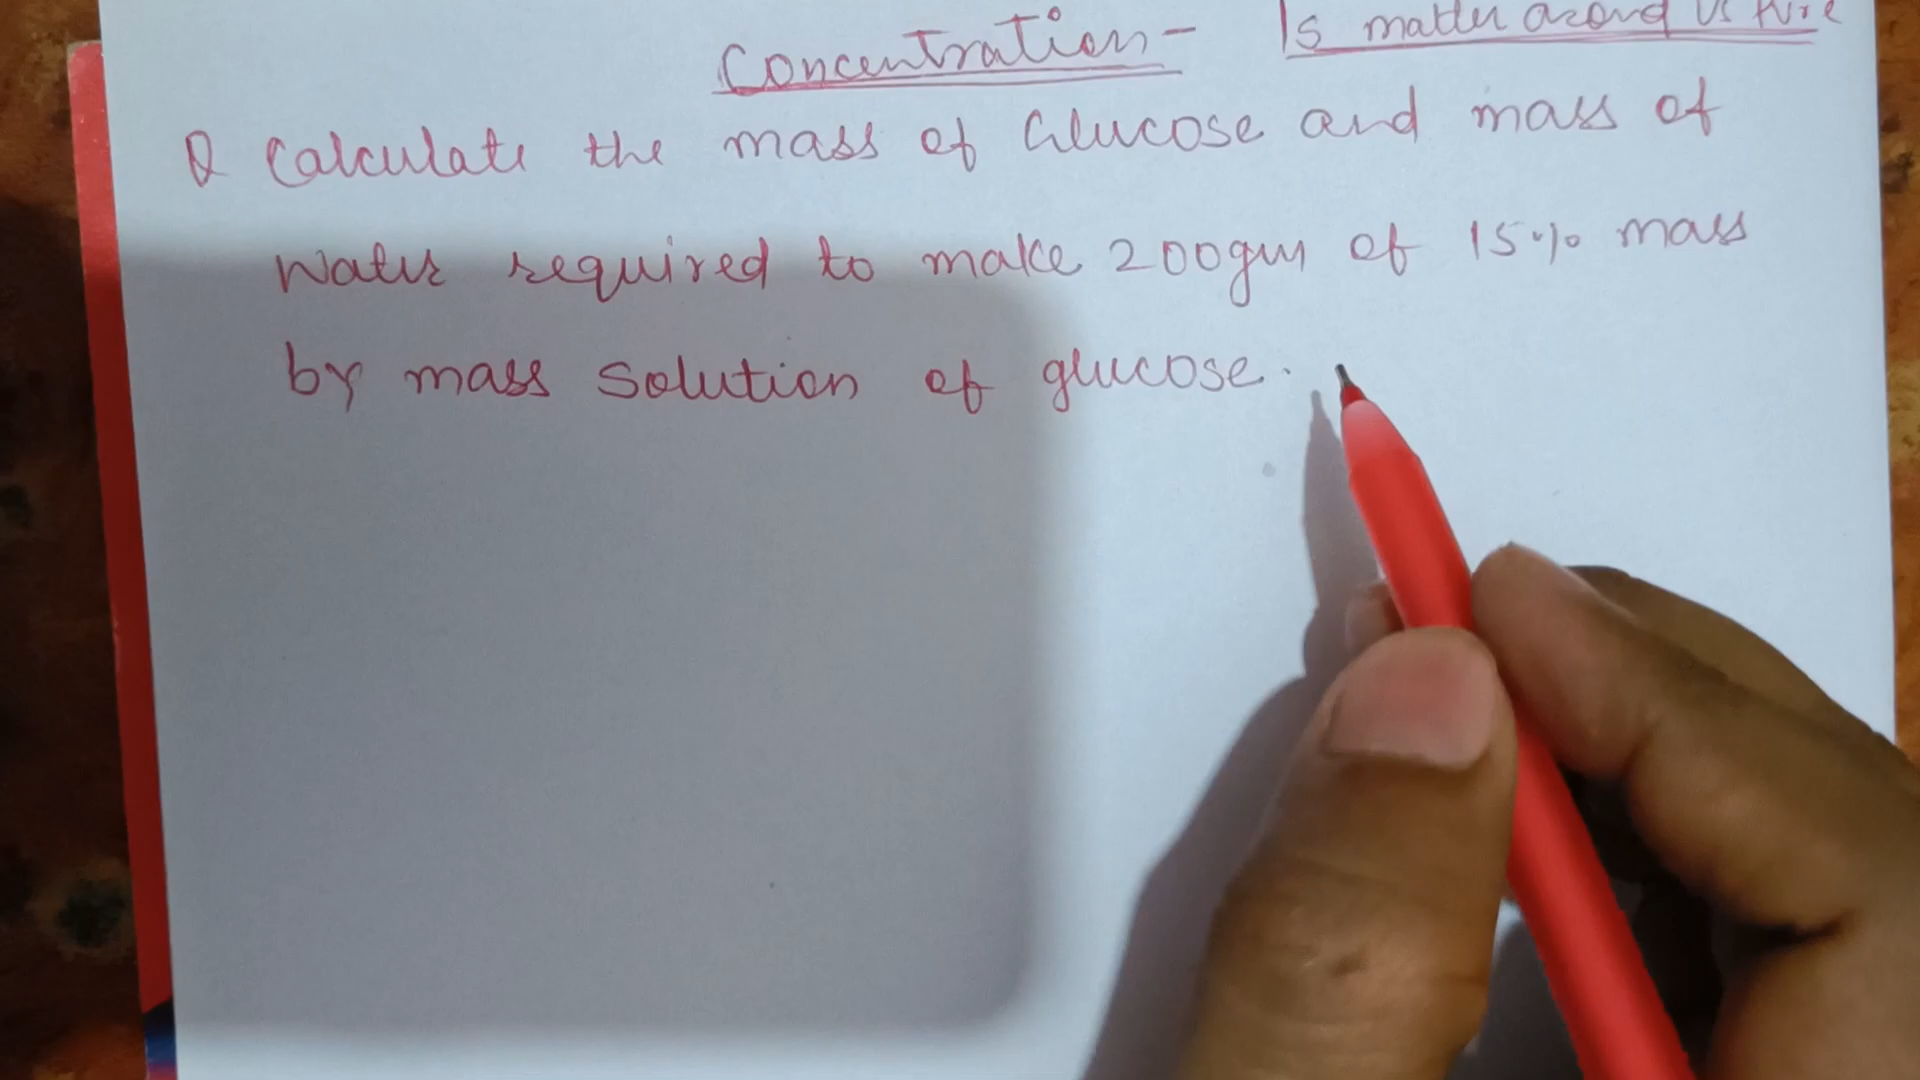 Concentration - Is matter around us Pure
Q Calculate the mass of Glucose and mass of
Water required to make 200gm of 15% mass
by mass solution of glucose.